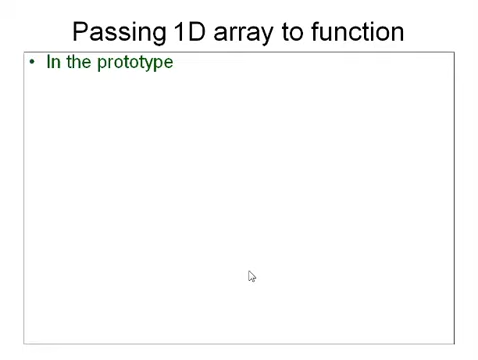 Passing 1D array to function
• In the prototype